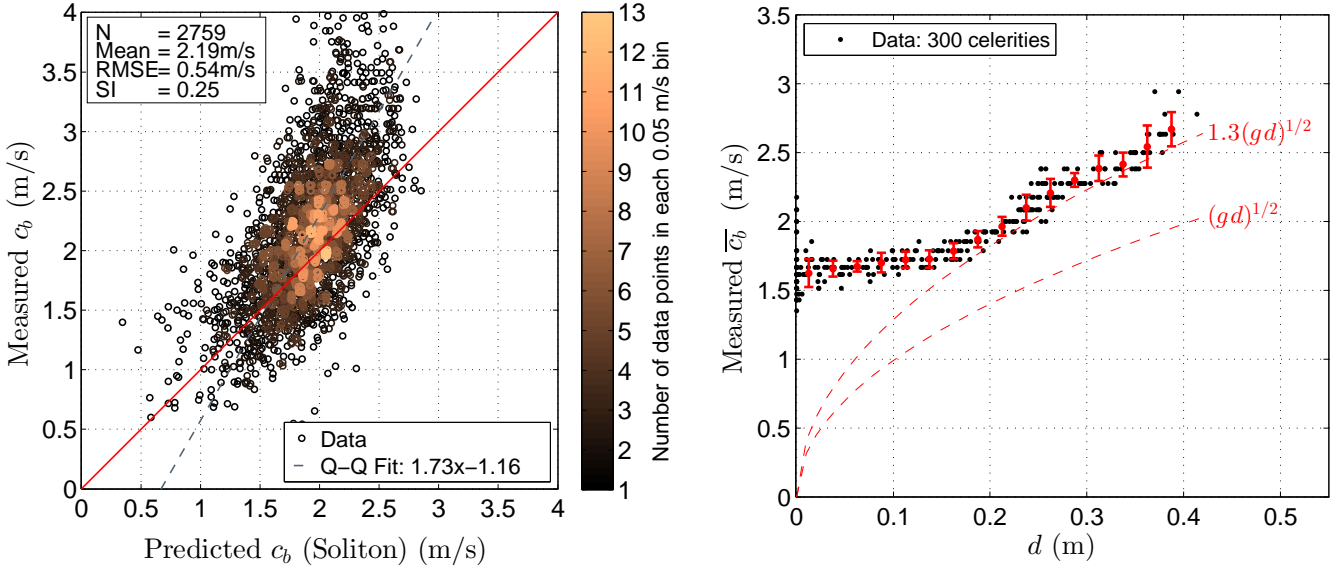 N = 2759
Mean = 2.19m/s
RMSE = 0.54m/s
SI = 0.25
4
3.5
3
2.5
2
1.5
1
0.5
0
Measured c_b (m/s)
0 0.5 1 1.5 2 2.5 3 3.5 4
Predicted c_b (Soliton) (m/s)
Data
Q−Q Fit: 1.73x−1.16
13
12
11
10
9
8
7
6
5
4
3
2
1
Number of data points in each 0.05 m/s bin
Data: 300 celerities
3.5
3
2.5
2
1.5
1
0.5
0
Measured \overline{c_b} (m/s)
1.3(gd)^{1/2}
(gd)^{1/2}
0 0.1 0.2 0.3 0.4 0.5
d (m)